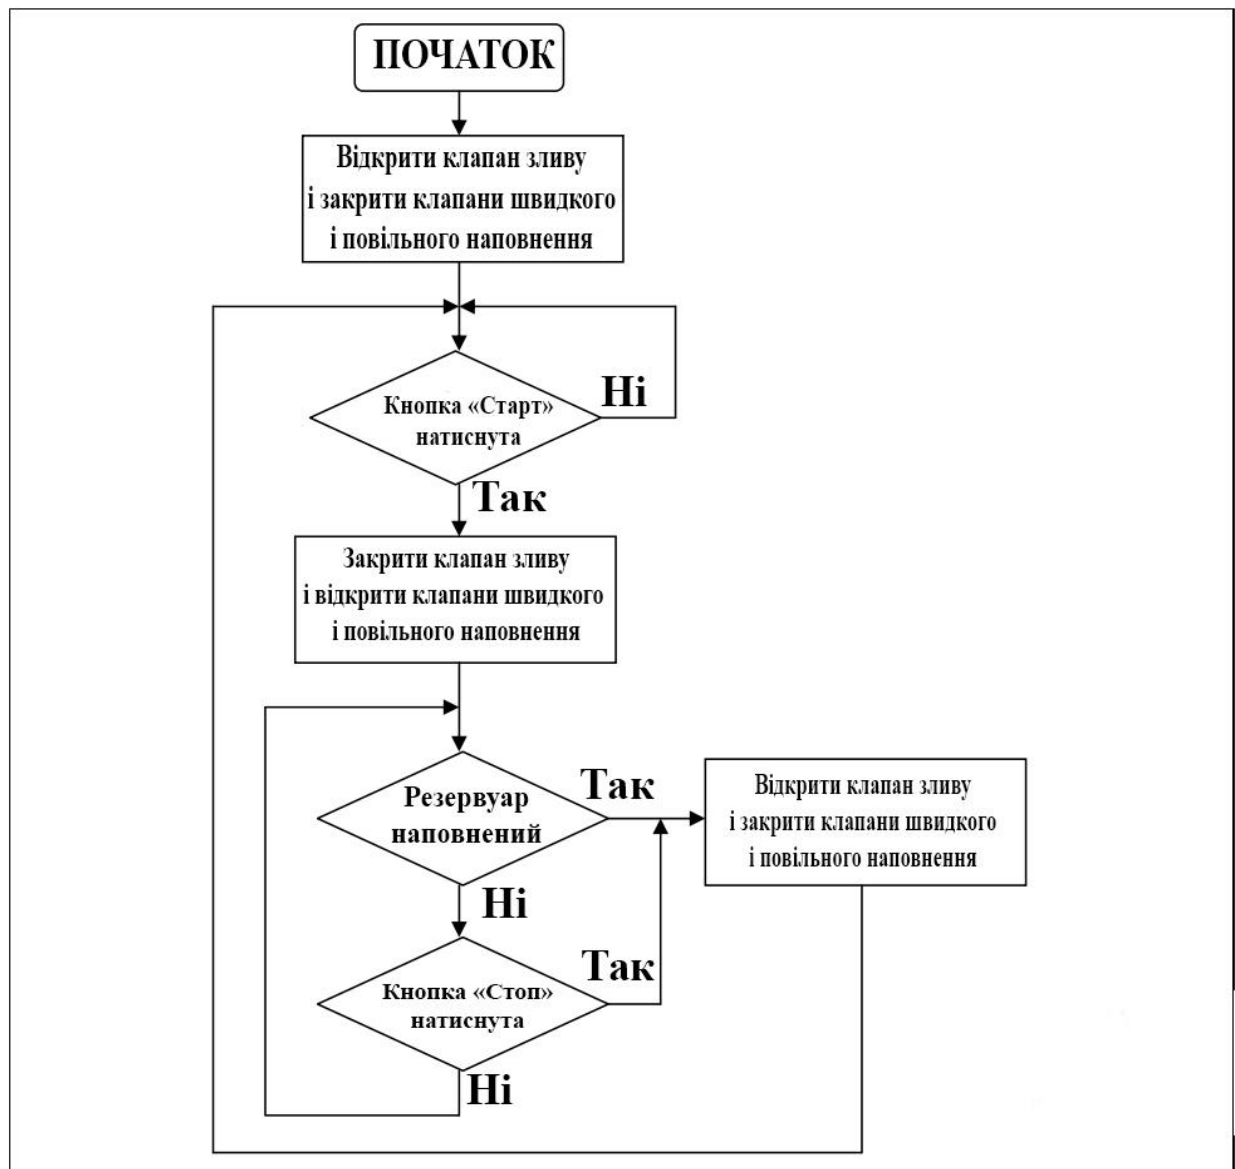 ПОЧАТОК
Відкрити клапан зливу
і закрити клапани швидкого
і повільного наповнення
Кнопка «Старт»
натиснута
Ні
Так
Закрити клапан зливу
і відкрити клапани швидкого
і повільного наповнення
Резервуар
наповнений
Так
Відкрити клапан зливу
і закрити клапани швидкого
і повільного наповнення
Ні
Кнопка «Стоп»
натиснута
Так
Ні